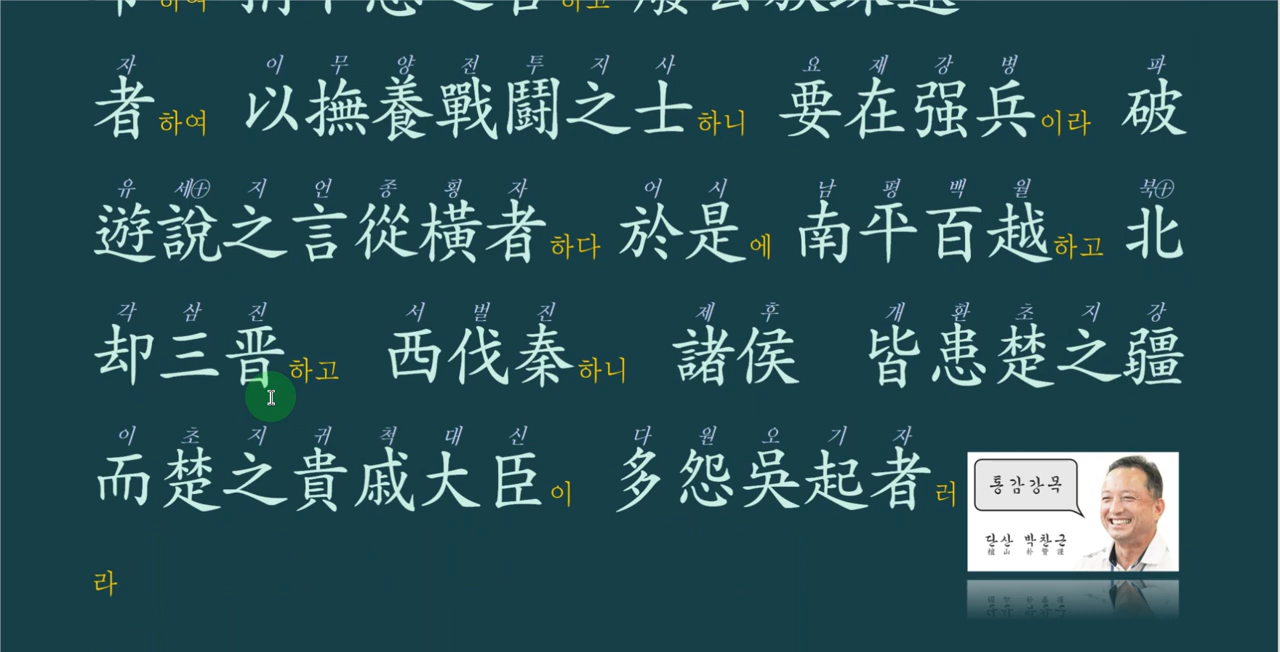 자 이무양전투지사 요재강병 파
者하여 以撫養戰鬪之士하니 要在强兵이라 破
유세㊉지언종횡자 어시 남평백월 북㊉
遊說之言從橫者하다 於是에 南平百越하고 北
각삼진 서벌진 제후 개환초지강
却三晋하고 西伐秦하니 諸侯 皆患楚之疆
이초지귀척대신 다원오기자
而楚之貴戚大臣이 多怨吳起者러
라
통감강목
단산 박찬근